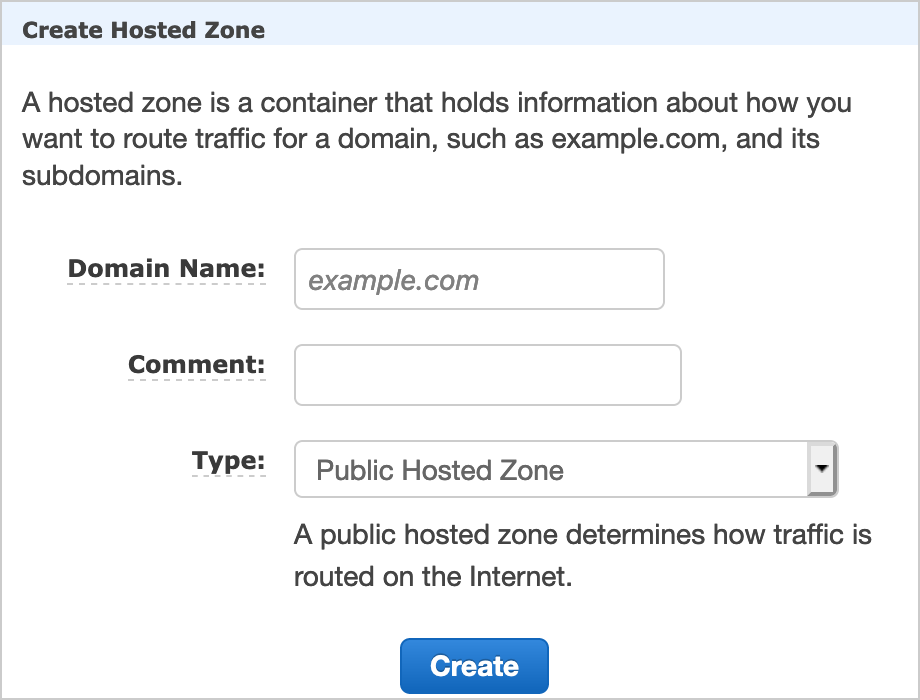 Create Hosted Zone
A hosted zone is a container that holds information about how you
want to route traffic for a domain, such as example.com, and its
subdomains.
Domain Name:
example.com
Comment:
Type:
Public Hosted Zone
A public hosted zone determines how traffic is
routed on the Internet.
Create